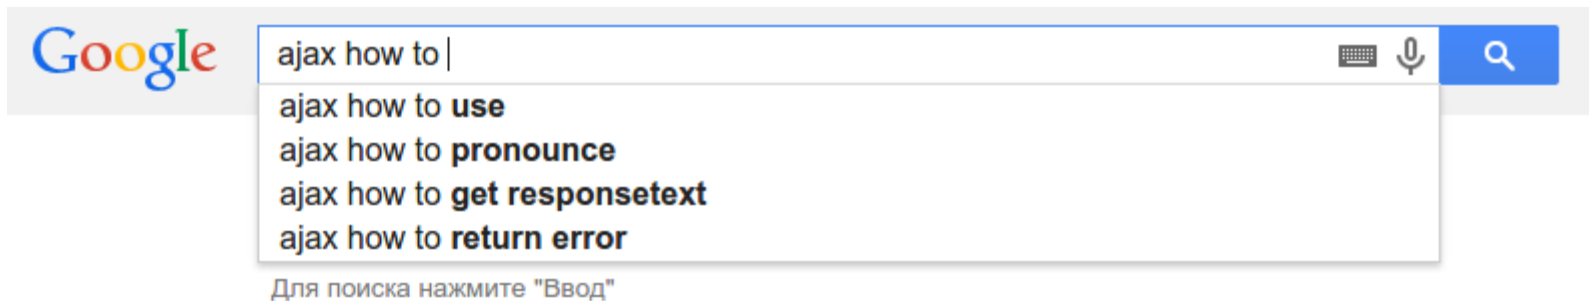 Google
ajax how to
ajax how to use
ajax how to pronounce
ajax how to get responsetext
ajax how to return error
Для поиска нажмите "Ввод"